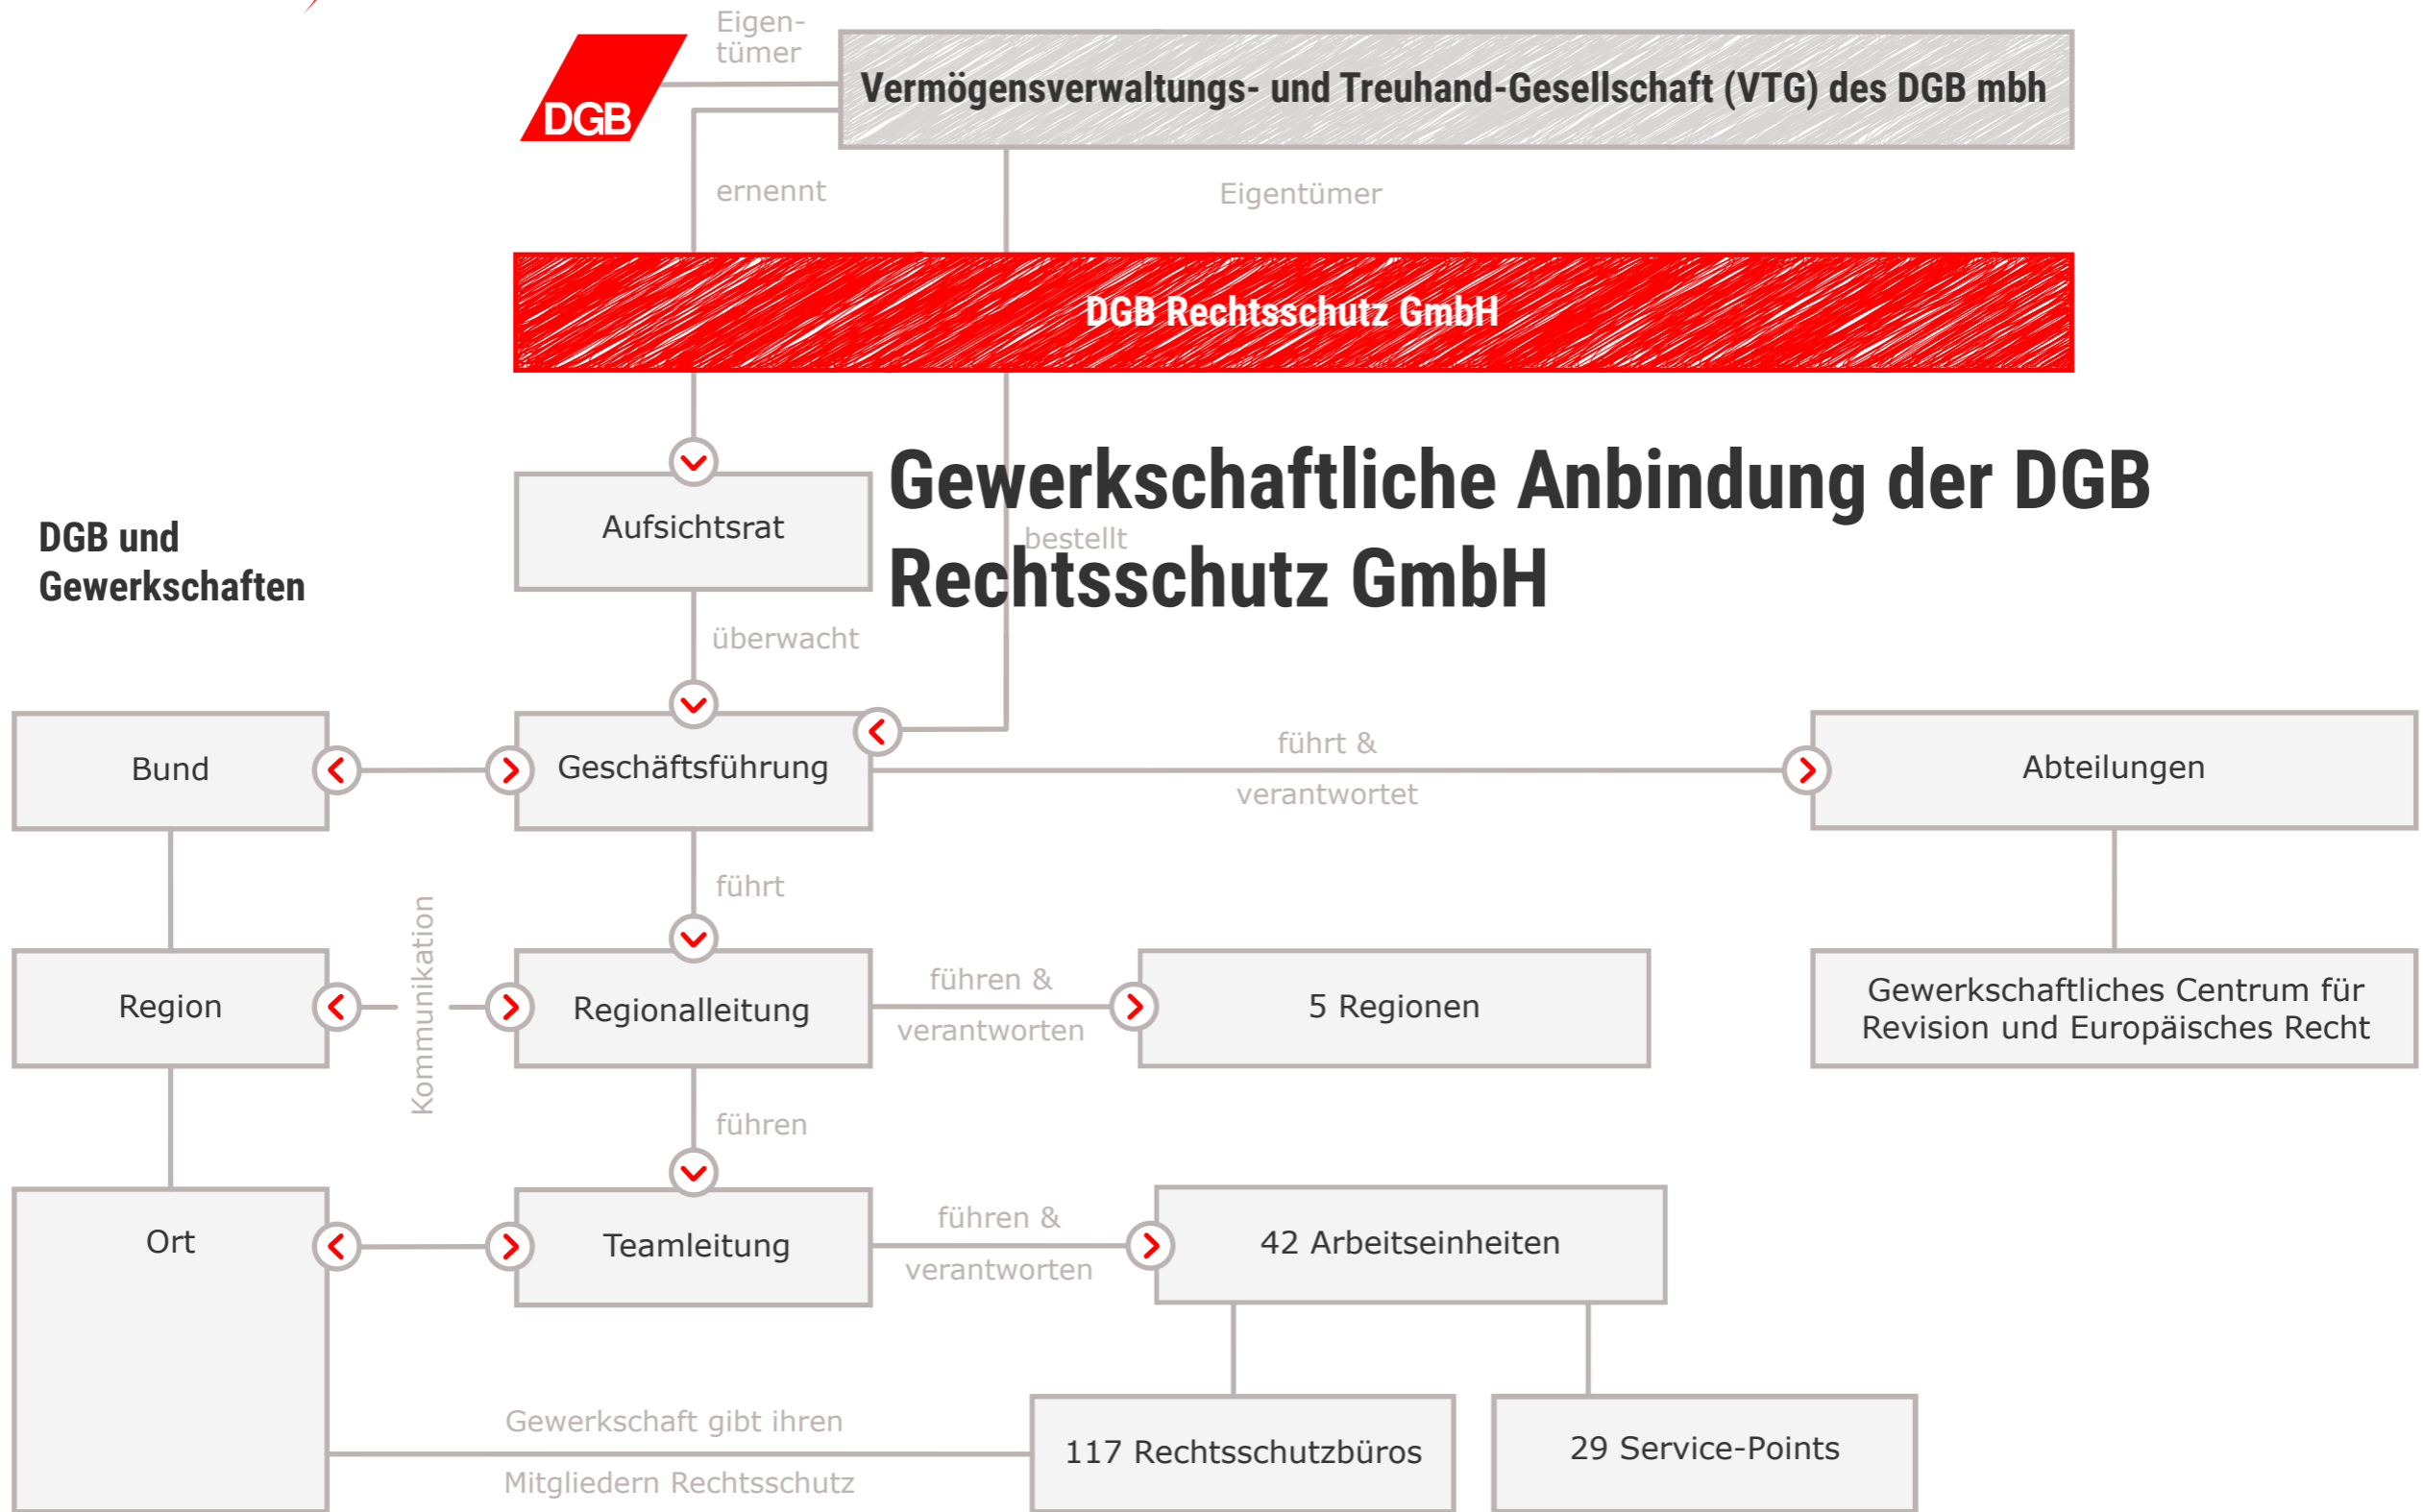 Eigen-
tümer
DGB
Vermögensverwaltungs- und Treuhand-Gesellschaft (VTG) des DGB mbh
ernennt
Eigentümer
DGB Rechtsschutz GmbH
Gewerkschaftliche Anbindung der DGB
Rechtsschutz GmbH
DGB und
Gewerkschaften
Aufsichtsrat
bestellt
überwacht
Bund
Geschäftsführung
führt &
verantwortet
Abteilungen
führt
Kommunikation
Region
Regionalleitung
führen &
verantworten
5 Regionen
Gewerkschaftliches Centrum für
Revision und Europäisches Recht
führen
Ort
Teamleitung
führen &
verantworten
42 Arbeitseinheiten
Gewerkschaft gibt ihren
Mitgliedern Rechtsschutz
117 Rechtsschutzbüros
29 Service-Points